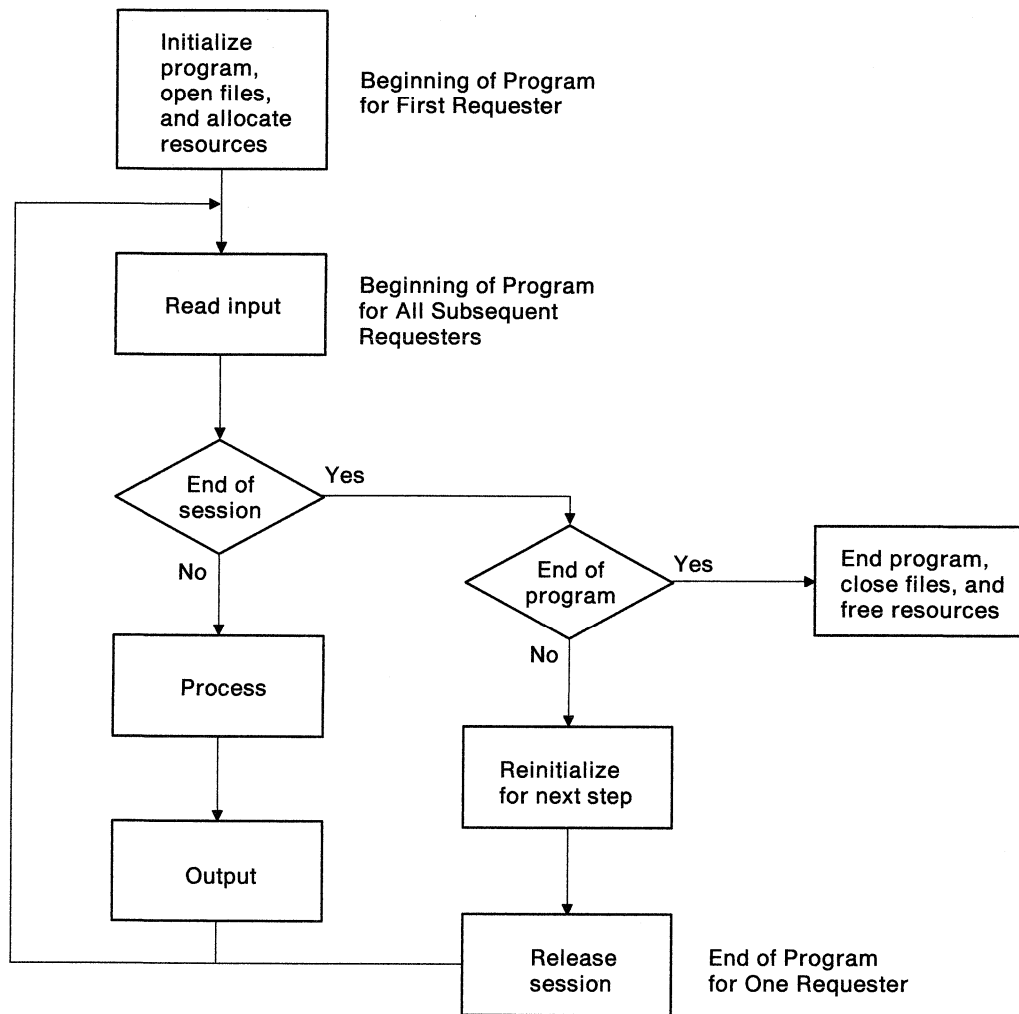 Initialize
program,
open files,
and allocate
resources
Beginning of Program
for First Requester
Read input
Beginning of Program
for All Subsequent
Requesters
End of
session
Yes
No
End of
program
Yes
No
End program,
close files, and
free resources
Process
Reinitialize
for next step
Output
Release
session
End of Program
for One Requester